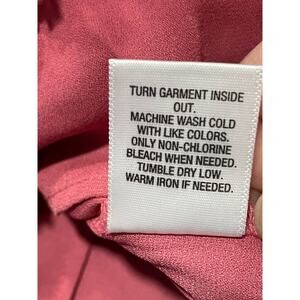 TURN GARMENT INSIDE
OUT.
MACHINE WASH COLD
WITH LIKE COLORS.
ONLY NON-CHLORINE
BLEACH WHEN NEEDED.
TUMBLE DRY LOW.
WARM IRON IF NEEDED.